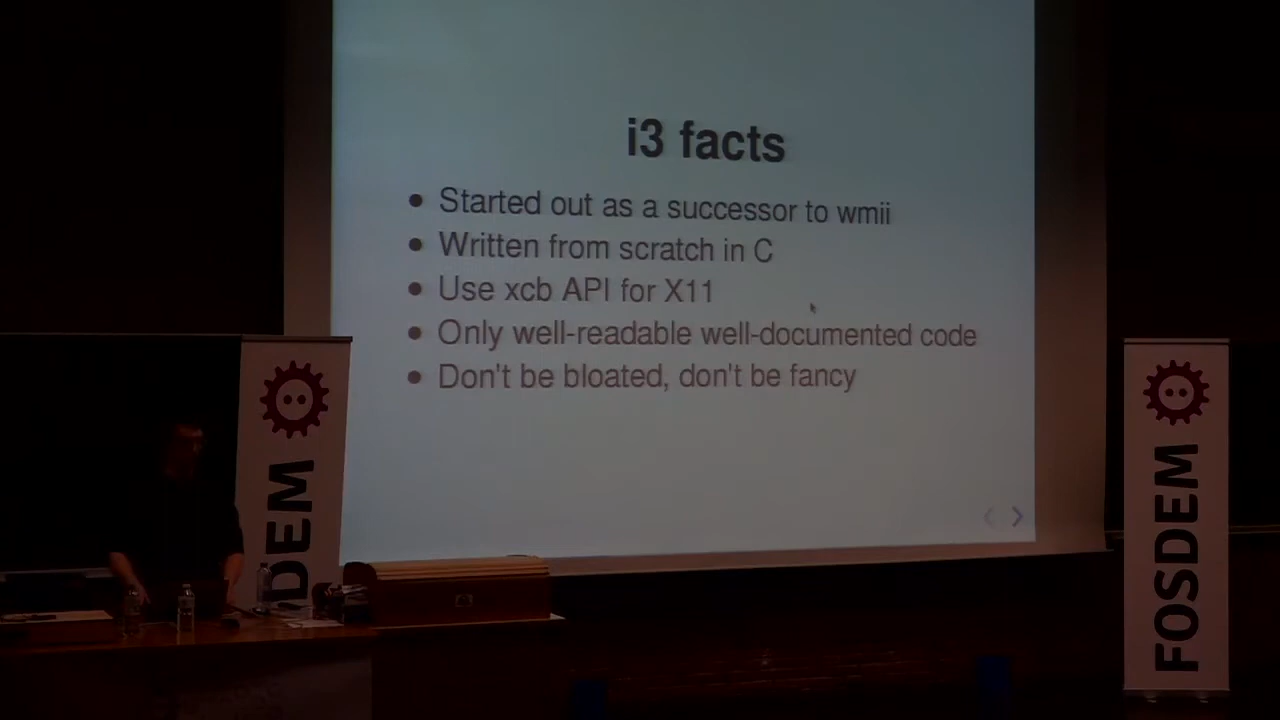 i3 facts
Started out as a successor to wmii
Written from scratch in C
Use xcb API for X11
Only well-readable well-documented code
Don't be bloated, don't be fancy
DEM
FOSDEM